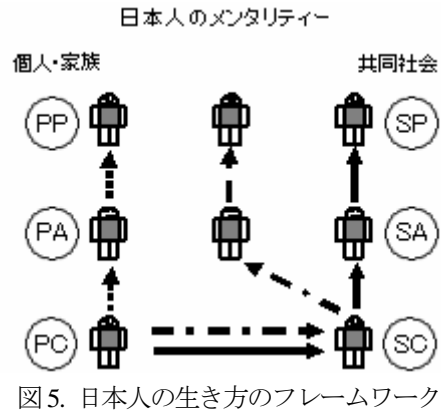 日本人のメンタリティー
個人・家族 共同社会
PP SP
PA SA
PC SC
図5. 日本人の生き方のフレームワーク